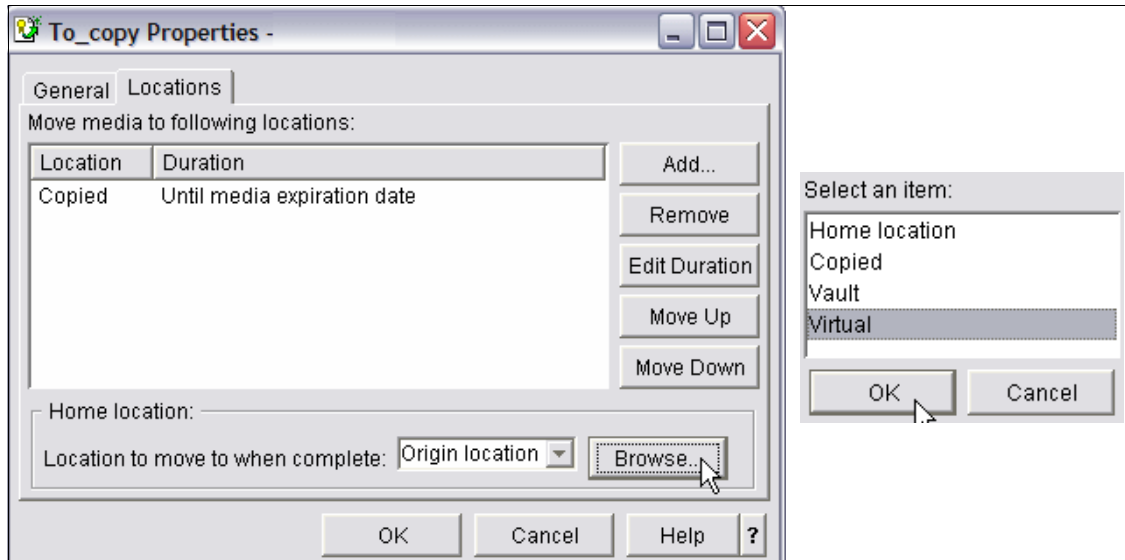 To_copy Properties -
General Locations
Move media to following locations:
Location Duration
Copied Until media expiration date
Add...
Remove
Edit Duration
Move Up
Move Down
Home location:
Location to move to when complete: Origin location Browse...
OK Cancel Help ?
Select an item:
Home location
Copied
Vault
Virtual
OK Cancel